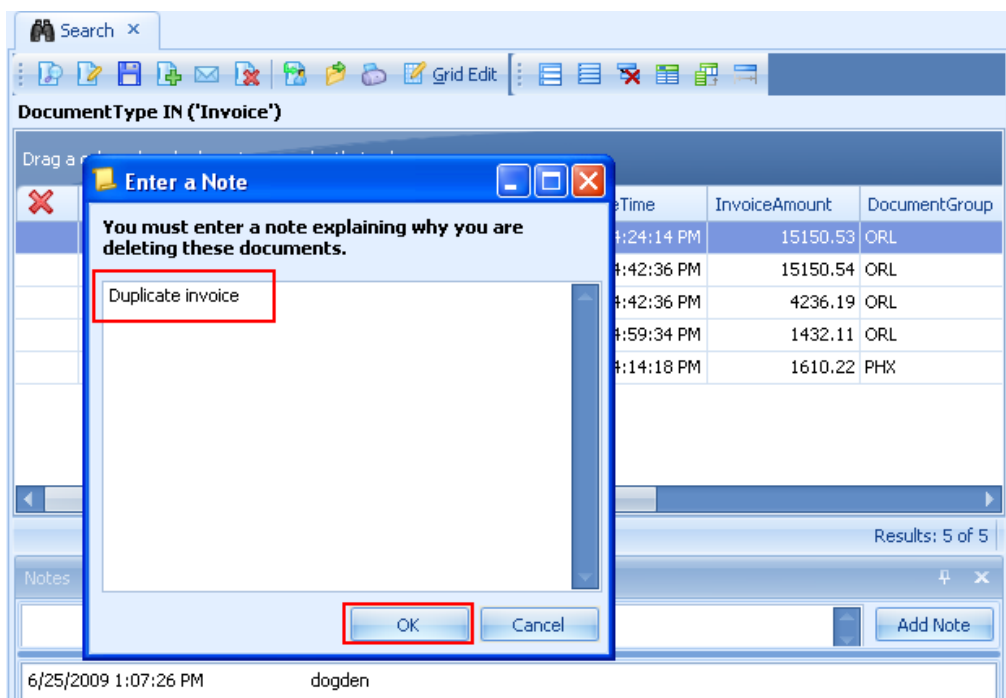 Search
Grid Edit
DocumentType IN ('Invoice')
Drag a
Enter a Note
You must enter a note explaining why you are
deleting these documents.
Duplicate invoice
OK
Cancel
eTime InvoiceAmount DocumentGroup
4:24:14 PM 15150.53 ORL
4:42:36 PM 15150.54 ORL
4:42:36 PM 4236.19 ORL
4:59:34 PM 1432.11 ORL
4:14:18 PM 1610.22 PHX
Results: 5 of 5
Notes
Add Note
6/25/2009 1:07:26 PM dogden